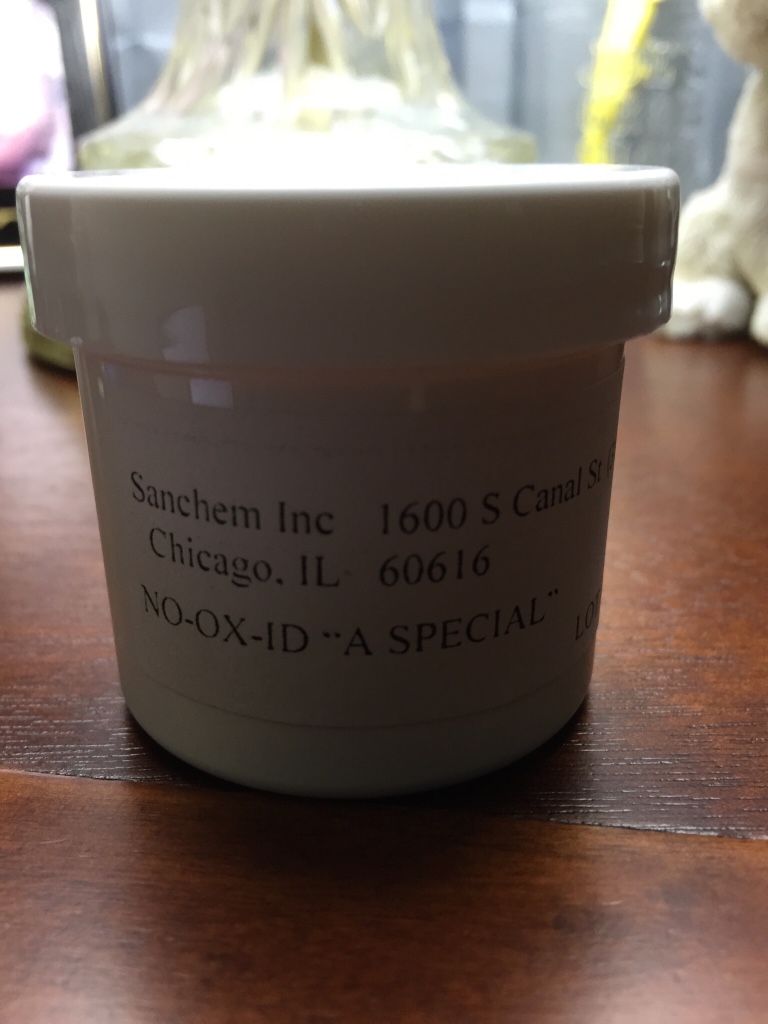 Sanchem Inc 1600 S Canal St
Chicago, IL 60616
NO-OX-ID "A SPECIAL"